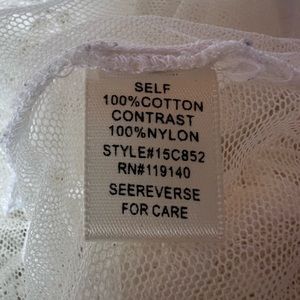 SELF
100%COTTON
CONTRAST
100%NYLON
STYLE#15C852
RN#119140
SEEREVERSE
FOR CARE